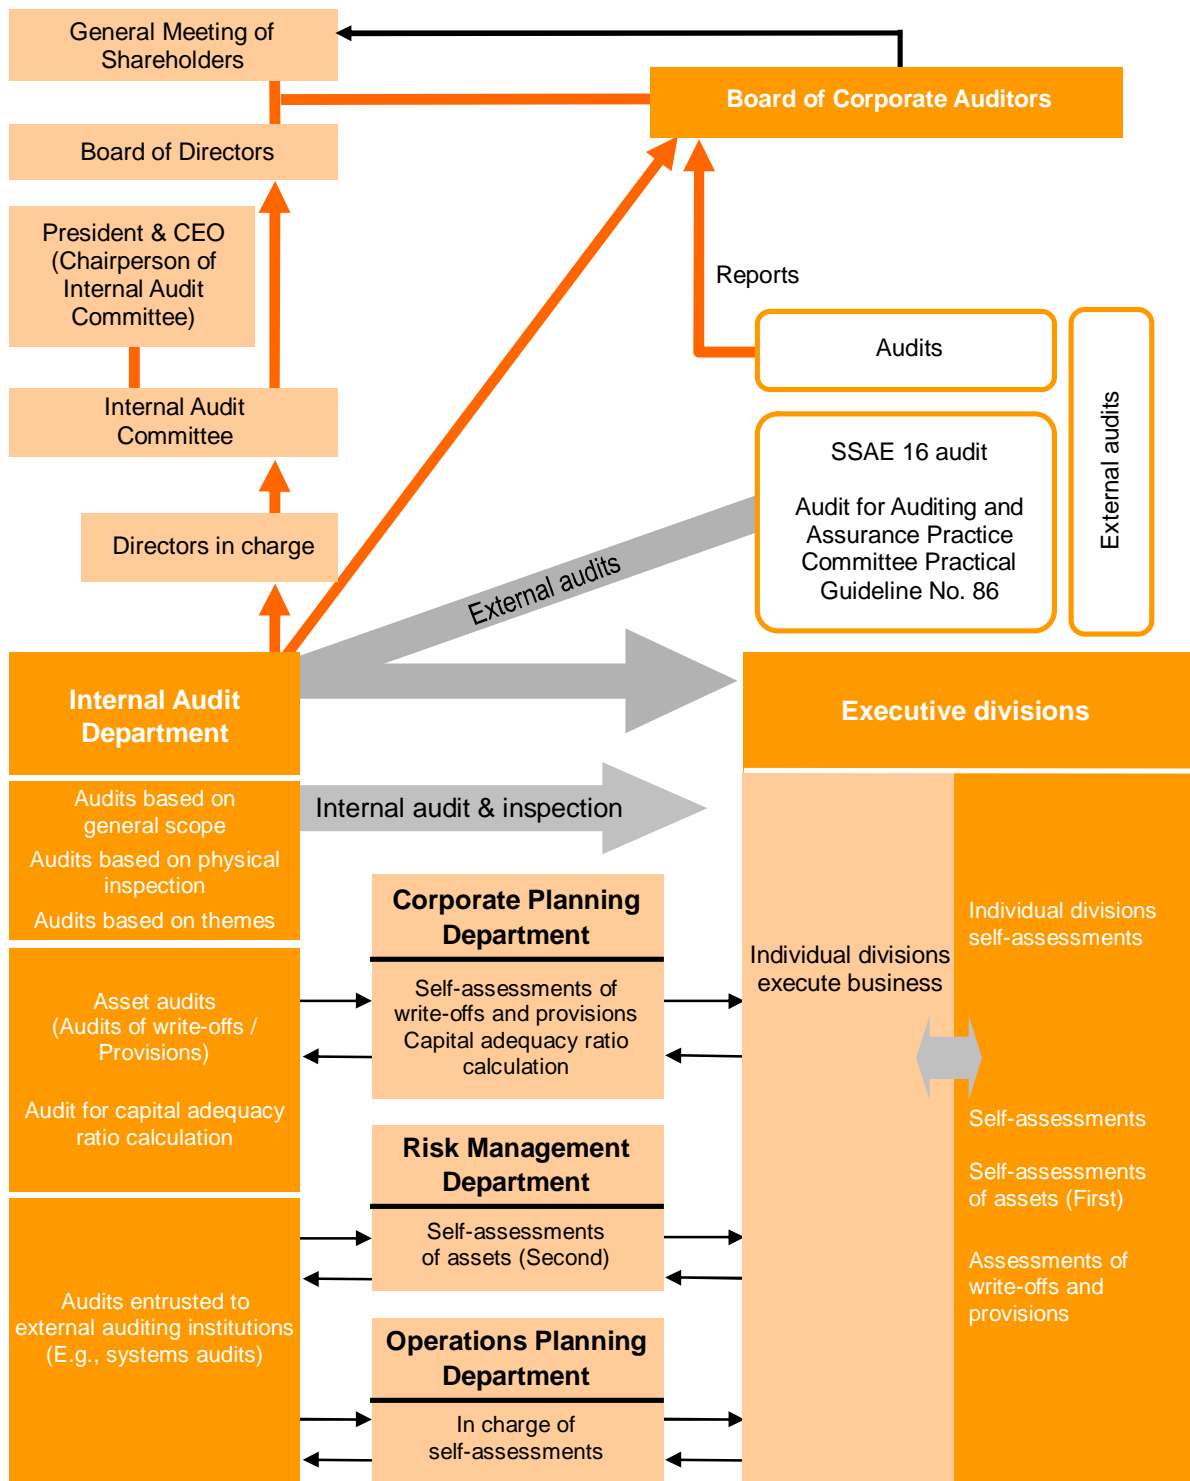 General Meeting of
Shareholders
Board of Corporate Auditors
Board of Directors
President & CEO
(Chairperson of
Internal Audit
Committee)
Reports
Audits
External audits
Internal Audit
Committee
SSAE 16 audit
Audit for Auditing and
Assurance Practice
Committee Practical
Guideline No. 86
Directors in charge
External audits
Internal Audit
Department
Executive divisions
Audits based on
general scope
Audits based on physical
inspection
Audits based on themes
Internal audit & inspection
Corporate Planning
Department
Self-assessments of
write-offs and provisions
Capital adequacy ratio
calculation
Individual divisions
execute business
Individual divisions
self-assessments
Asset audits
(Audits of write-offs /
Provisions)
Audit for capital adequacy
ratio calculation
Risk Management
Department
Self-assessments
of assets (Second)
Self-assessments
Self-assessments
of assets (First)
Assessments of
write-offs and
provisions
Audits entrusted to
external auditing institutions
(E.g., systems audits)
Operations Planning
Department
In charge of
self-assessments